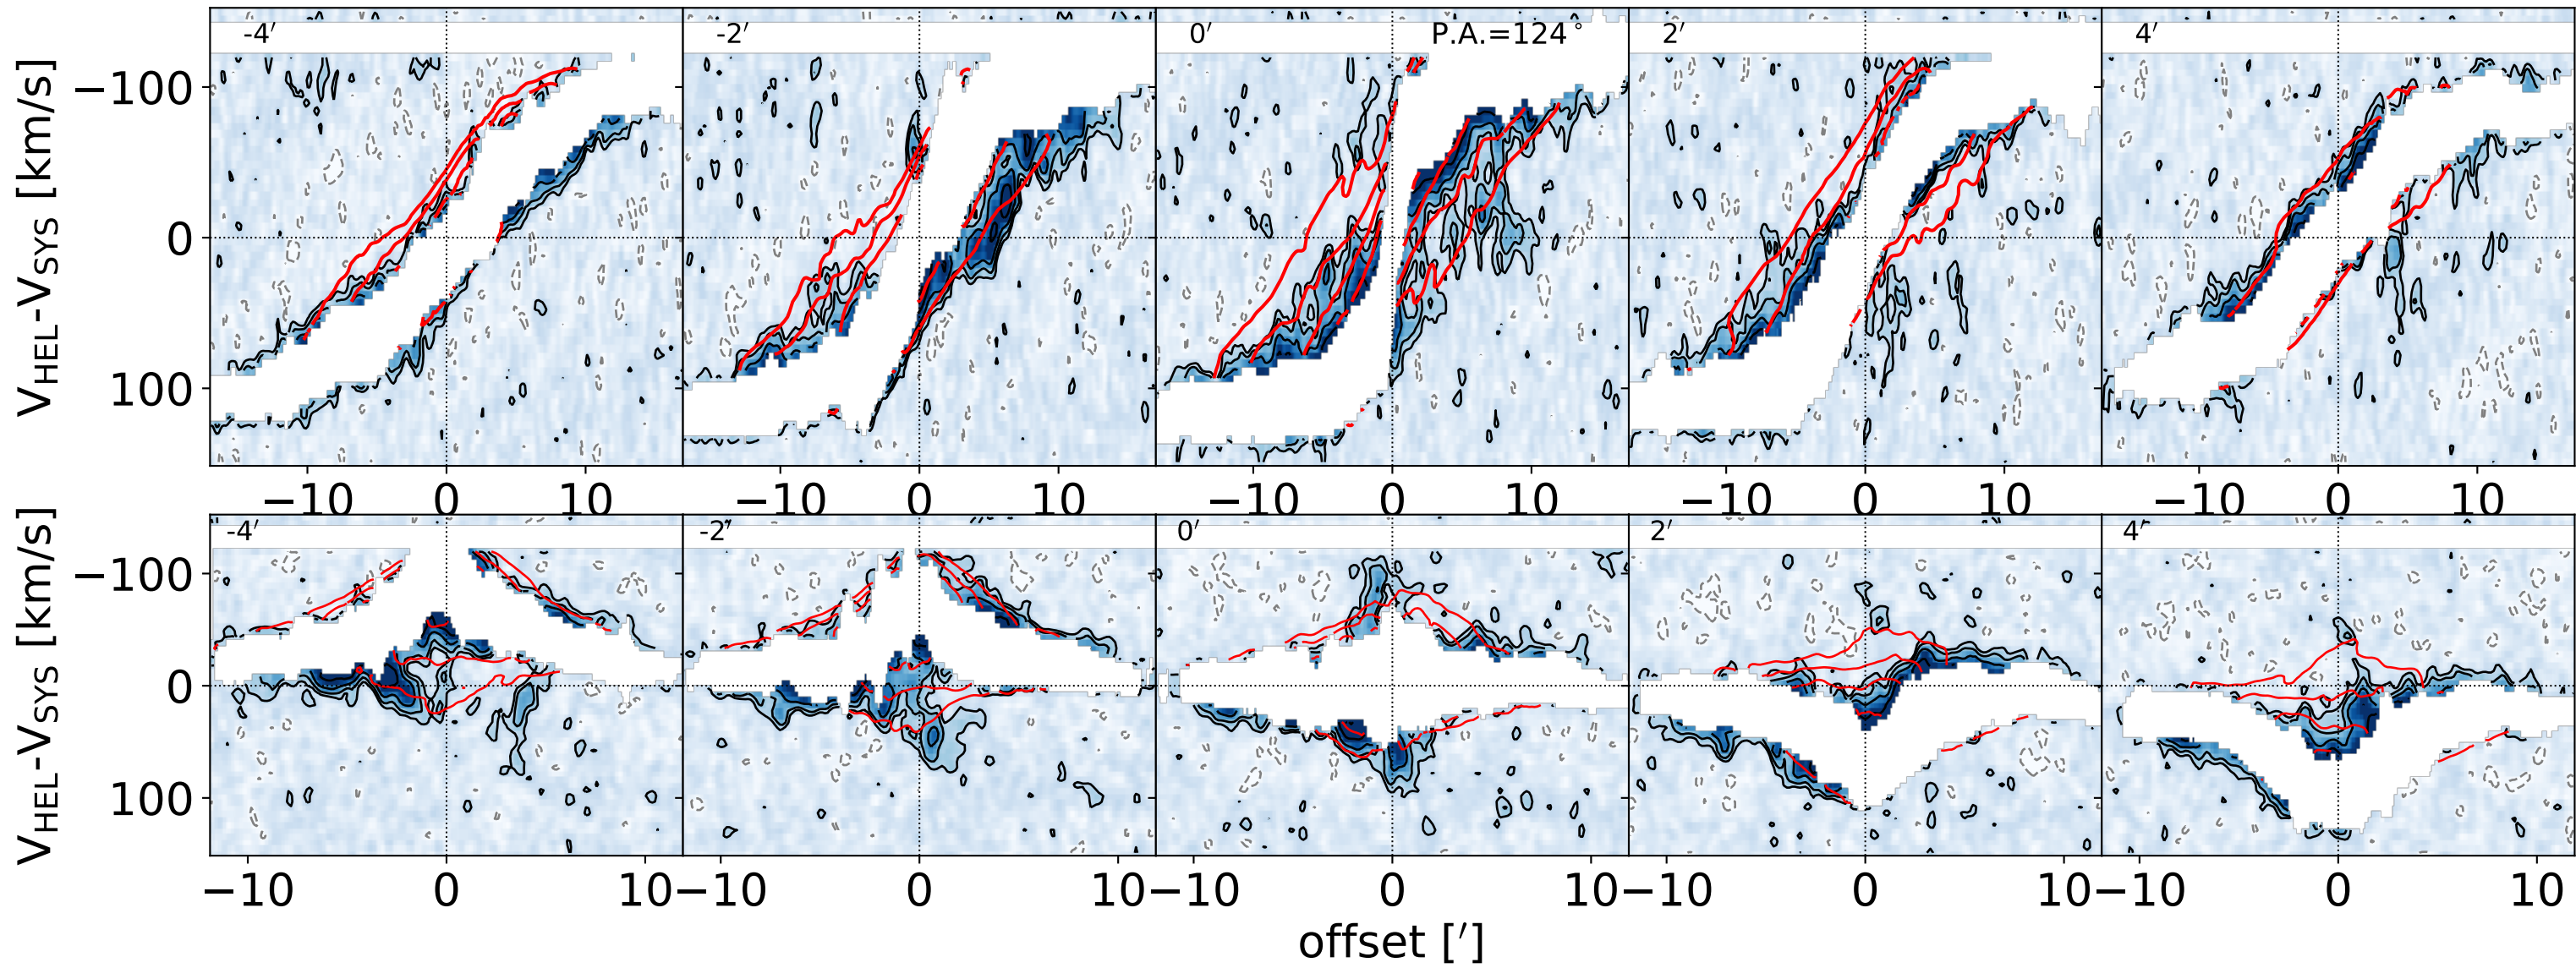 -4′ -2′ 0′ P.A.=124° 2′ 4′
V_HEL-V_SYS [km/s]
−100
0
100
−10 0 10 −10 0 10 −10 0 10 −10 0 10 −10 0 10
-4′ -2′ 0′ 2′ 4′
V_HEL-V_SYS [km/s]
−100
0
100
−10 0 10 −10 0 10 −10 0 10 −10 0 10 −10 0 10
offset [′]